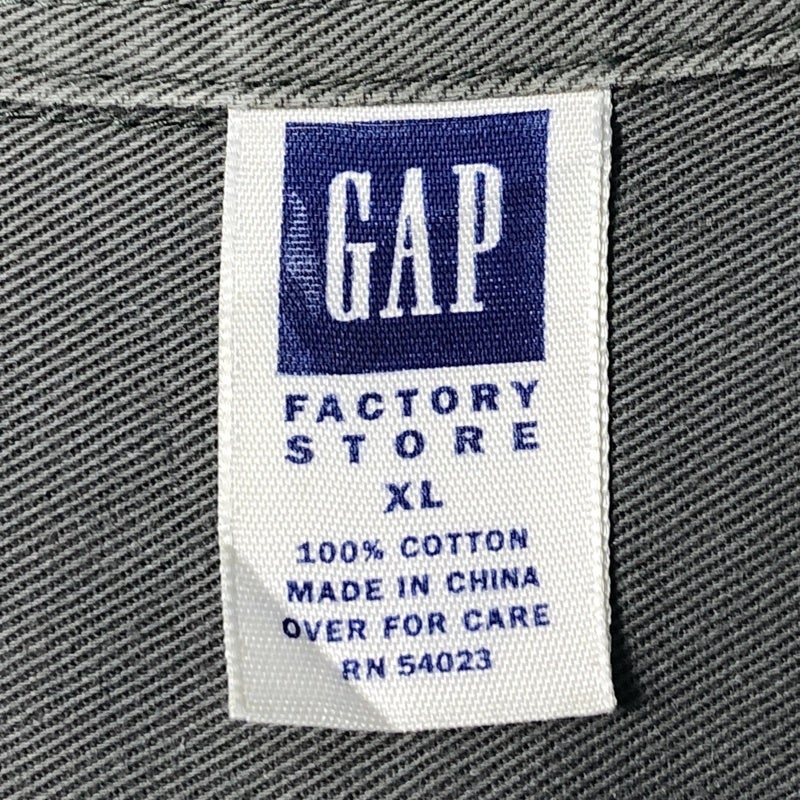 GAP
FACTORY
STORE
XL
100% COTTON
MADE IN CHINA
OVER FOR CARE
RN 54023